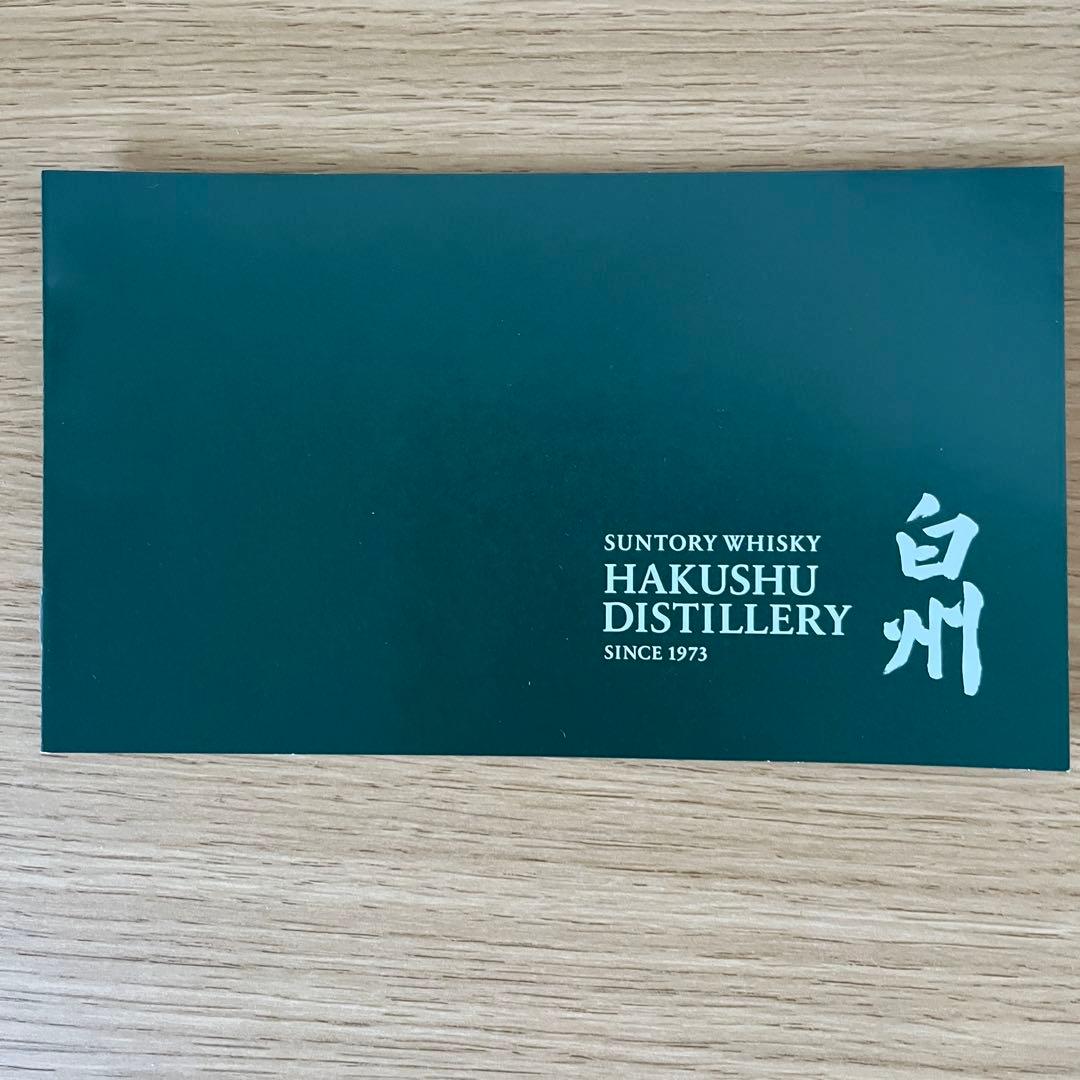 SUNTORY WHISKY
HAKUSHU
DISTILLERY
SINCE 1973
白州